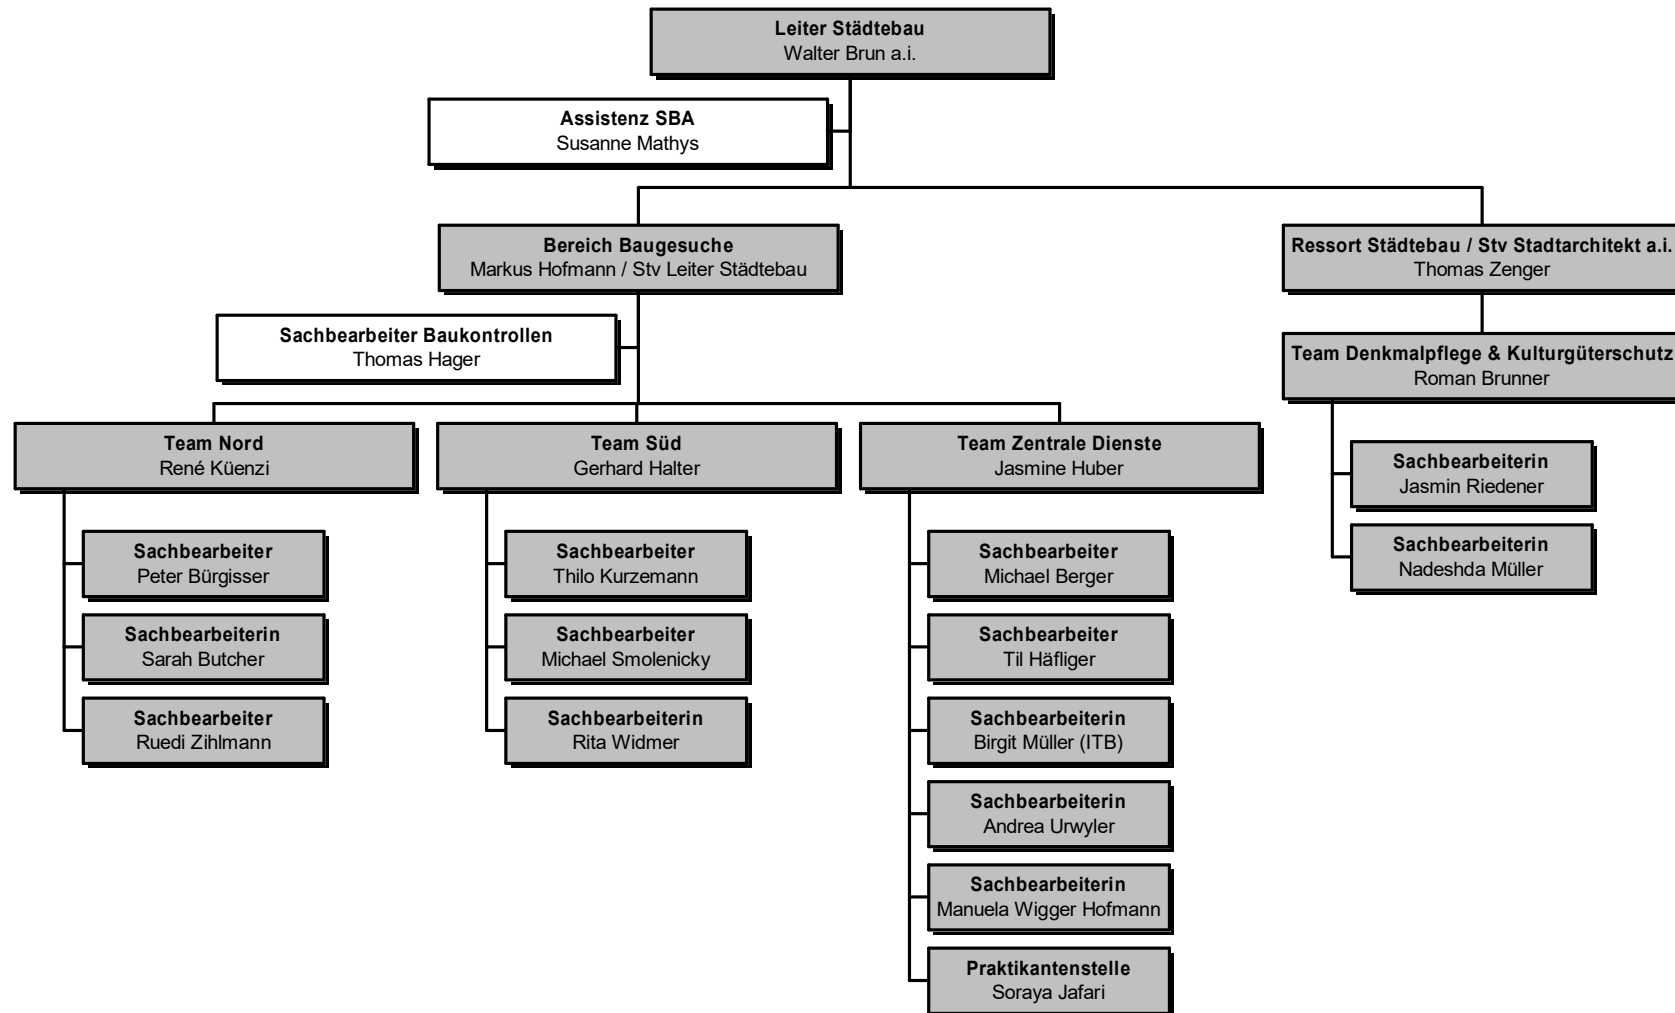 Leiter Städtebau
Walter Brun a.i.
Assistenz SBA
Susanne Mathys
Bereich Baugesuche
Markus Hofmann / Stv Leiter Städtebau
Ressort Städtebau / Stv Stadtarchitekt a.i.
Thomas Zenger
Sachbearbeiter Baukontrollen
Thomas Hager
Team Denkmalpflege & Kulturgüterschutz
Roman Brunner
Team Nord
René Küenzi
Team Süd
Gerhard Halter
Team Zentrale Dienste
Jasmine Huber
Sachbearbeiterin
Jasmin Riedener
Sachbearbeiterin
Nadeshda Müller
Sachbearbeiter
Peter Bürgisser
Sachbearbeiterin
Sarah Butcher
Sachbearbeiter
Ruedi Zihlmann
Sachbearbeiter
Thilo Kurzemann
Sachbearbeiter
Michael Smolenicky
Sachbearbeiterin
Rita Widmer
Sachbearbeiter
Michael Berger
Sachbearbeiter
Til Häfliger
Sachbearbeiterin
Birgit Müller (ITB)
Sachbearbeiterin
Andrea Urwyler
Sachbearbeiterin
Manuela Wigger Hofmann
Praktikantenstelle
Soraya Jafari